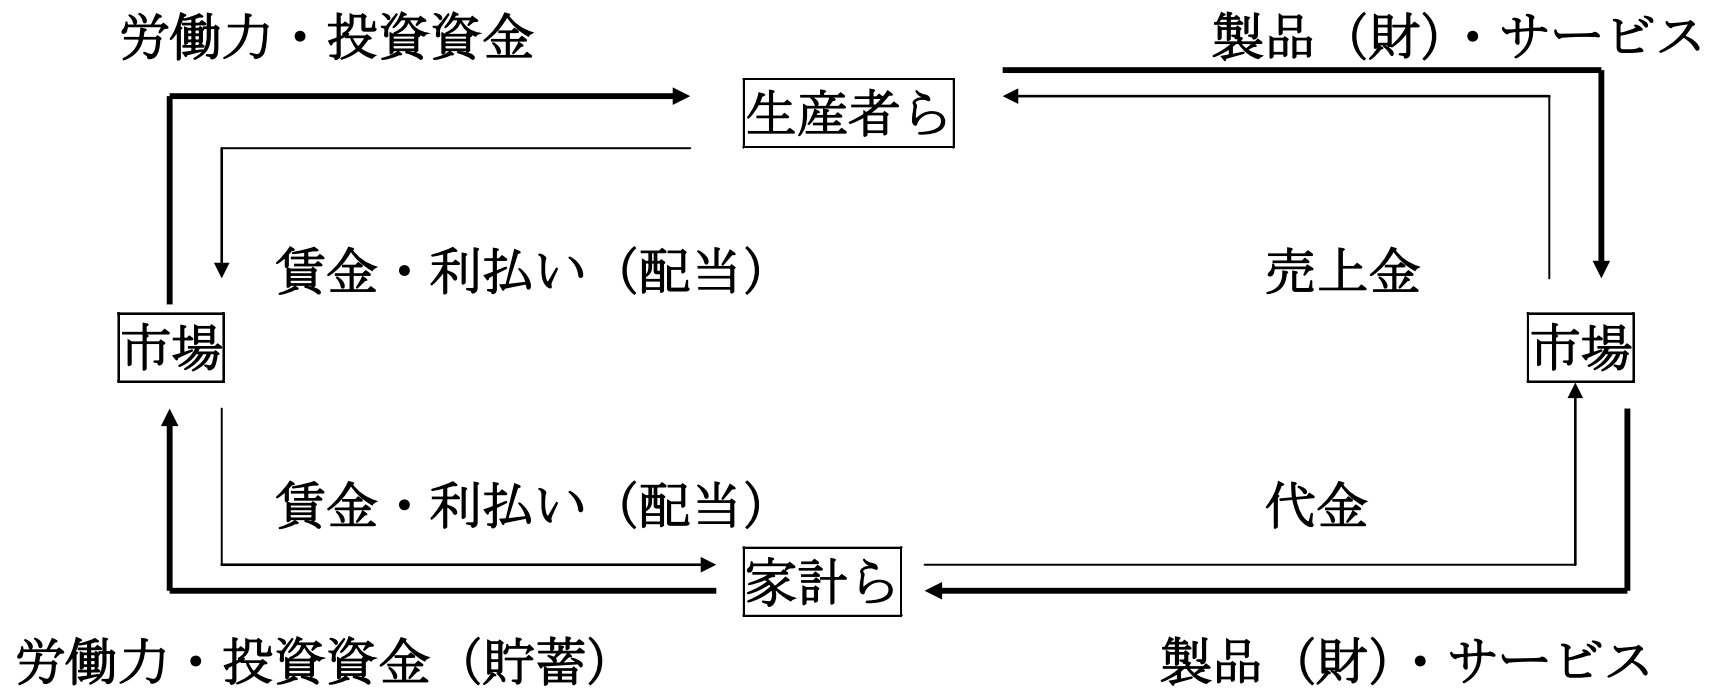 労働力・投資資金
製品（財）・サービス
生産者ら
賃金・利払い（配当）
売上金
市場
市場
賃金・利払い（配当）
代金
家計ら
労働力・投資資金（貯蓄）
製品（財）・サービス